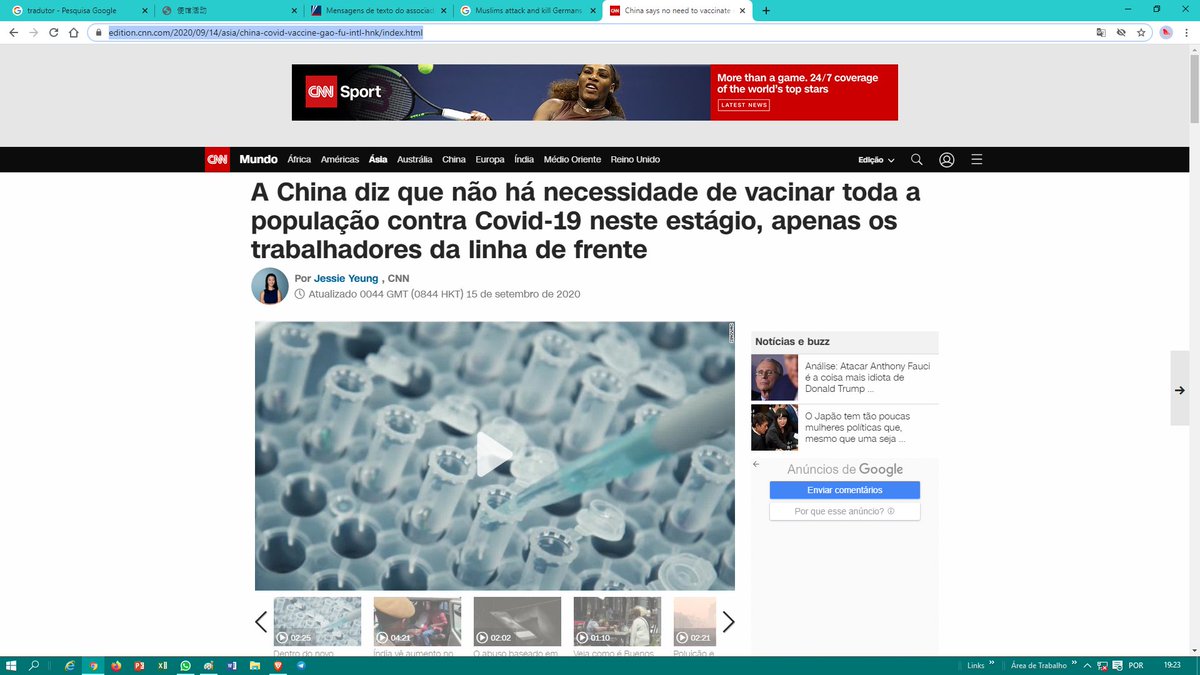 tradutor - Pesquisa Google
使馆活动
Mensagens de texto do associad
Muslims attack and kill Germans
China says no need to vaccinate
edition.cnn.com/2020/09/14/asia/china-covid-vaccine-gao-fu-intl-hnk/index.html
CNN Sport
More than a game. 24/7 coverage
of the world's top stars
LATEST NEWS
CNN Mundo África Américas Ásia Austrália China Europa Índia Médio Oriente Reino Unido Edição
A China diz que não há necessidade de vacinar toda a
população contra Covid-19 neste estágio, apenas os
trabalhadores da linha de frente
Por Jessie Yeung , CNN
Atualizado 0044 GMT (0844 HKT) 15 de setembro de 2020
Notícias e buzz
Análise: Atacar Anthony Fauci
é a coisa mais idiota de
Donald Trump ...
O Japão tem tão poucas
mulheres políticas que,
mesmo que uma seja ...
Anúncios de Google
Enviar comentários
Por que esse anúncio?
02:25
04:21
02:02
01:10
02:21
Dentro do novo
Índia vê aumento no
O abuso baseado em
Veja como é Buenos
Poluição e
Links
Área de Trabalho
POR
19:23